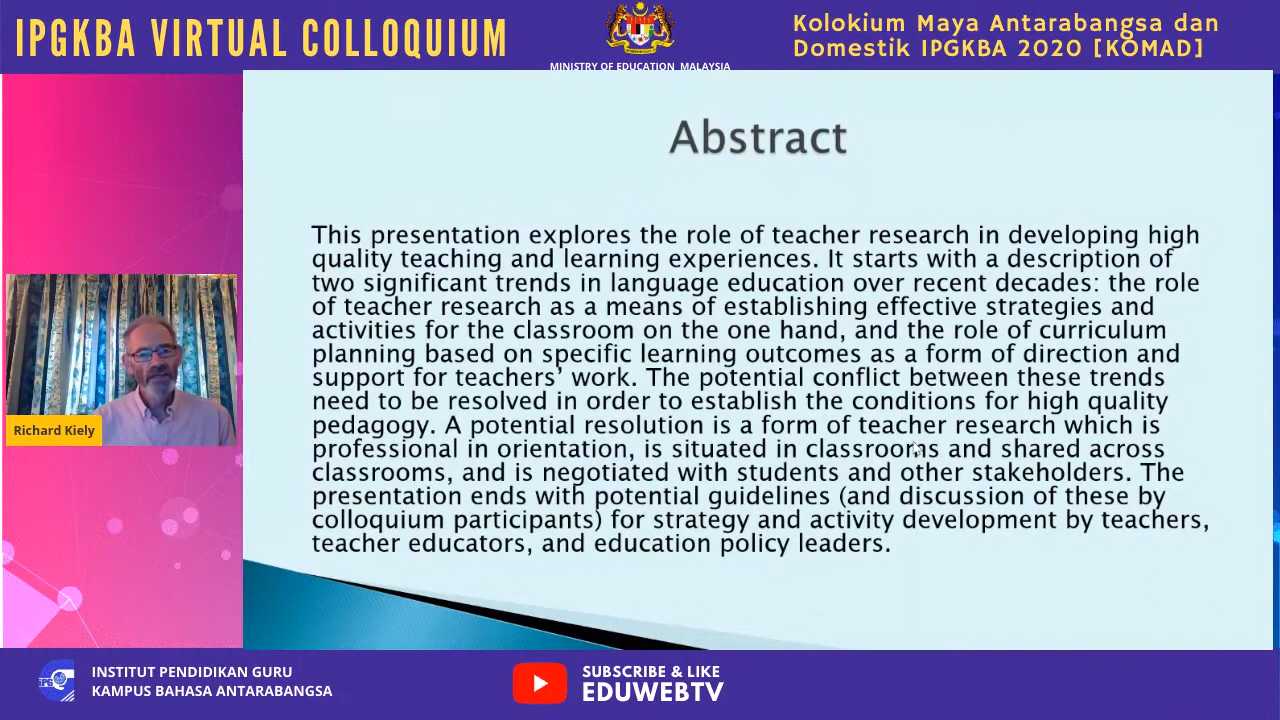 IPGKBA VIRTUAL COLLOQUIUM
MINISTRY OF EDUCATION MALAYSIA
Kolokium Maya Antarabangsa dan
Domestik IPGKBA 2020 [KOMAD]
Abstract
This presentation explores the role of teacher research in developing high
quality teaching and learning experiences. It starts with a description of
two significant trends in language education over recent decades: the role
of teacher research as a means of establishing effective strategies and
activities for the classroom on the one hand, and the role of curriculum
planning based on specific learning outcomes as a form of direction and
support for teachers’ work. The potential conflict between these trends
need to be resolved in order to establish the conditions for high quality
pedagogy. A potential resolution is a form of teacher research which is
professional in orientation, is situated in classrooms and shared across
classrooms, and is negotiated with students and other stakeholders. The
presentation ends with potential guidelines (and discussion of these by
colloquium participants) for strategy and activity development by teachers,
teacher educators, and education policy leaders.
Richard Kiely
INSTITUT PENDIDIKAN GURU
KAMPUS BAHASA ANTARABANGSA
SUBSCRIBE & LIKE
EDUWEBTV